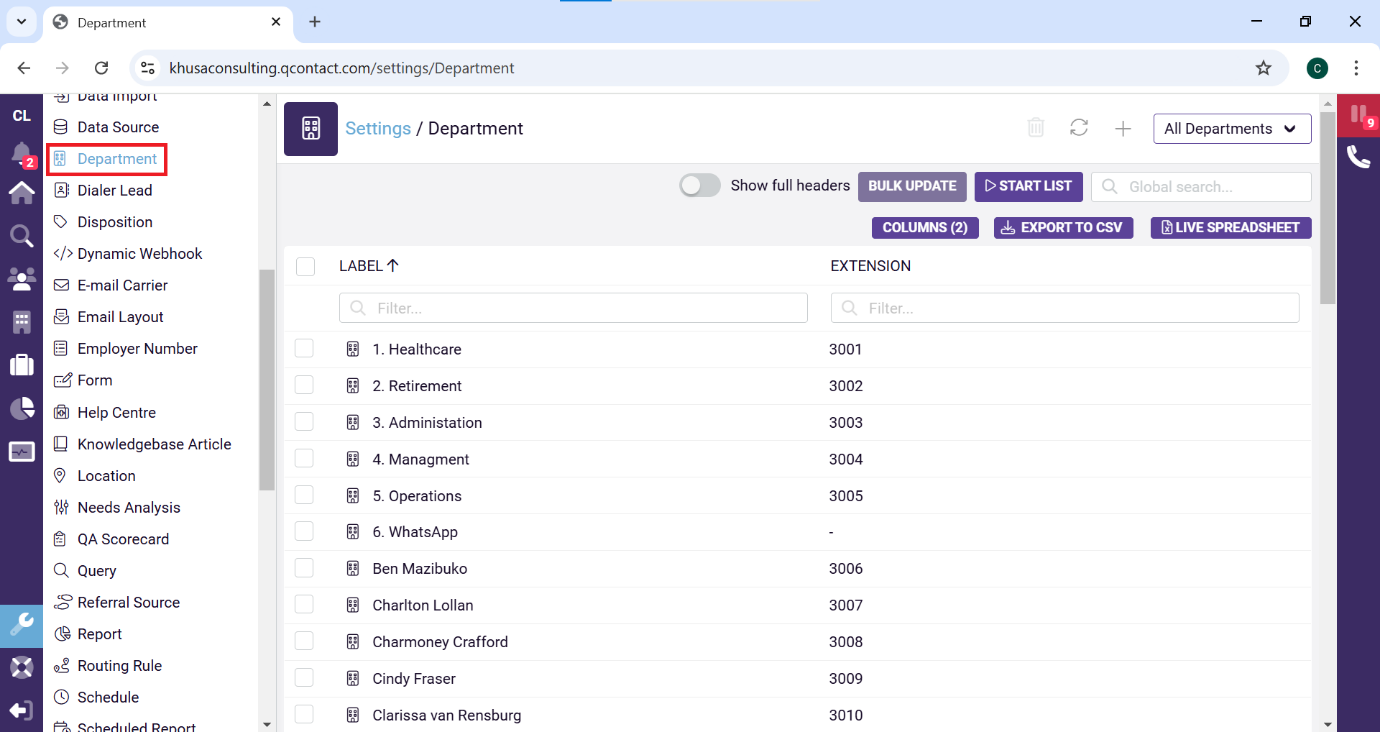 Department
khusaconsulting.qcontact.com/settings/Department
C
CL
2
9
Data Import
Data Source
Department
Dialer Lead
Disposition
Dynamic Webhook
E-mail Carrier
Email Layout
Employer Number
Form
Help Centre
Knowledgebase Article
Location
Needs Analysis
QA Scorecard
Query
Referral Source
Report
Routing Rule
Schedule
Scheduled Report
Settings / Department
All Departments
Show full headers BULK UPDATE START LIST Global search...
COLUMNS (2) EXPORT TO CSV LIVE SPREADSHEET
LABEL EXTENSION
Filter... Filter...
1. Healthcare 3001
2. Retirement 3002
3. Administation 3003
4. Managment 3004
5. Operations 3005
6. WhatsApp -
Ben Mazibuko 3006
Charlton Lollan 3007
Charmoney Crafford 3008
Cindy Fraser 3009
Clarissa van Rensburg 3010